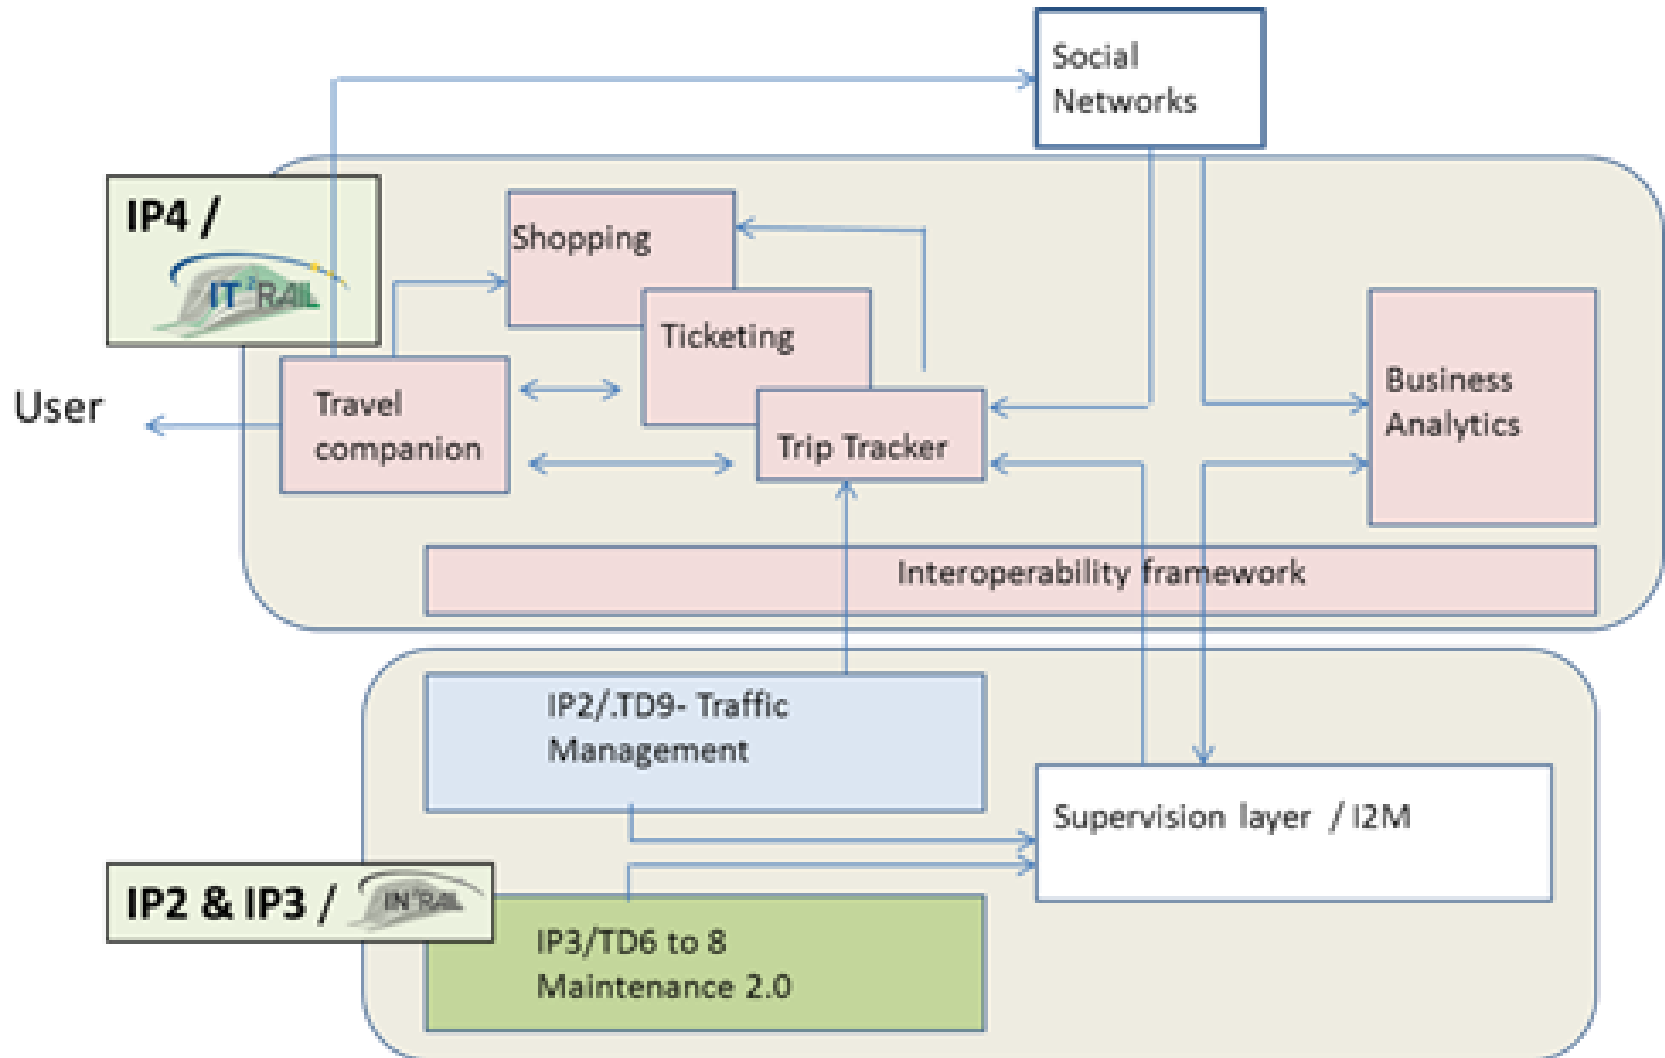 Social
Networks
IP4 /
IT²RAIL
Shopping
Ticketing
User
Travel
companion
Trip Tracker
Business
Analytics
Interoperability framework
IP2/.TD9- Traffic
Management
Supervision layer / I2M
IP2 & IP3 / IN²RAIL
IP3/TD6 to 8
Maintenance 2.0